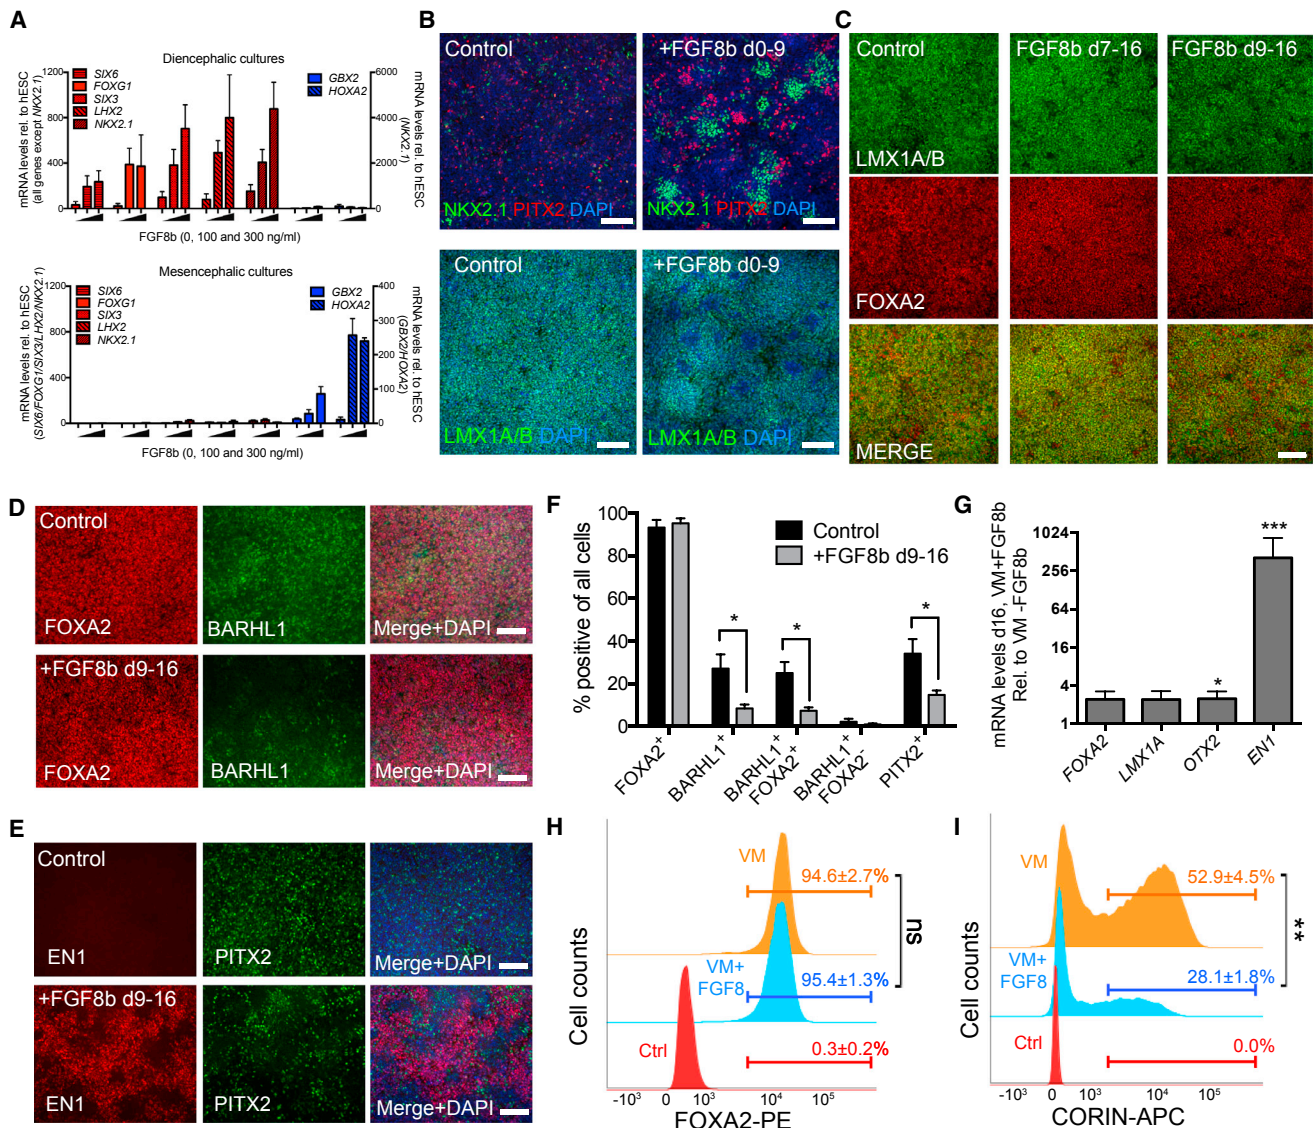 A
Diencephalic cultures
mRNA levels rel. to hESC
(all genes except NKX2.1)
1200
800
400
0
SIX6
FOXG1
SIX3
LHX2
NKX2.1
GBX2
HOXA2
6000
4000
2000
0
mRNA levels rel. to hESC
(NKX2.1)
FGF8b (0, 100 and 300 ng/ml)
Mesencephalic cultures
mRNA levels rel. to hESC
(SIX6/FOXG1/SIX3/LHX2/NKX2.1)
1200
800
400
0
SIX6
FOXG1
SIX3
LHX2
NKX2.1
GBX2
HOXA2
400
300
200
100
0
mRNA levels rel. to hESC
(GBX2/HOXA2)
FGF8b (0, 100 and 300 ng/ml)
B
Control
+FGF8b d0-9
NKX2.1 PITX2 DAPI
NKX2.1 PITX2 DAPI
Control
+FGF8b d0-9
LMX1A/B DAPI
LMX1A/B DAPI
C
Control
FGF8b d7-16
FGF8b d9-16
LMX1A/B
FOXA2
MERGE
D
Control
FOXA2
BARHL1
Merge+DAPI
+FGF8b d9-16
FOXA2
BARHL1
Merge+DAPI
E
Control
EN1
PITX2
Merge+DAPI
+FGF8b d9-16
EN1
PITX2
Merge+DAPI
F
% positive of all cells
100
80
60
40
20
0
Control
+FGF8b d9-16
*
*
*
FOXA2+
BARHL1+
BARHL1+
FOXA2+
BARHL1+
FOXA2-
PITX2+
G
mRNA levels d16, VM+FGF8b
Rel. to VM -FGF8b
1024
256
64
16
4
1
*
***
FOXA2
LMX1A
OTX2
EN1
H
Cell counts
VM
94.6±2.7%
VM+
FGF8
95.4±1.3%
ns
Ctrl
0.3±0.2%
-10³ 0 10³ 10⁴ 10⁵
FOXA2-PE
I
Cell counts
VM
52.9±4.5%
VM+
FGF8
28.1±1.8%
**
Ctrl
0.0%
-10³ 0 10³ 10⁴ 10⁵
CORIN-APC